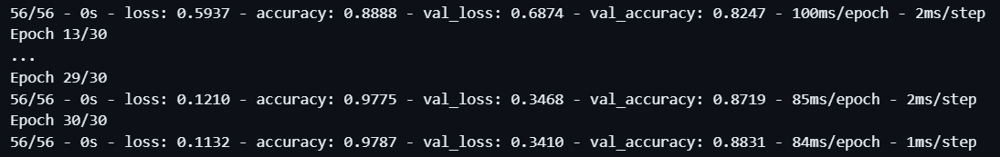 56/56 - 0s - loss: 0.5937 - accuracy: 0.8888 - val_loss: 0.6874 - val_accuracy: 0.8247 - 100ms/epoch - 2ms/step
Epoch 13/30
...
Epoch 29/30
56/56 - 0s - loss: 0.1210 - accuracy: 0.9775 - val_loss: 0.3468 - val_accuracy: 0.8719 - 85ms/epoch - 2ms/step
Epoch 30/30
56/56 - 0s - loss: 0.1132 - accuracy: 0.9787 - val_loss: 0.3410 - val_accuracy: 0.8831 - 84ms/epoch - 1ms/step